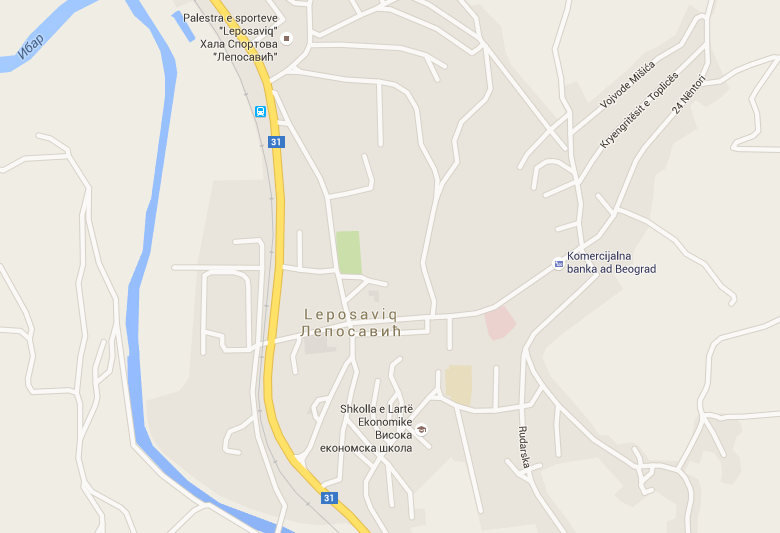 Palestra e sporteve
"Leposaviq"
Хала Спортова
"Лепосавић"
Ибар
Vojvode Mišića
Kryengritësit e Toplicës
24 Nëntori
31
Komercijalna
banka ad Beograd
Leposaviq
Лепосавић
Shkolla e Lartë
Ekonomike
Висока
економска школа
Rudarska
31